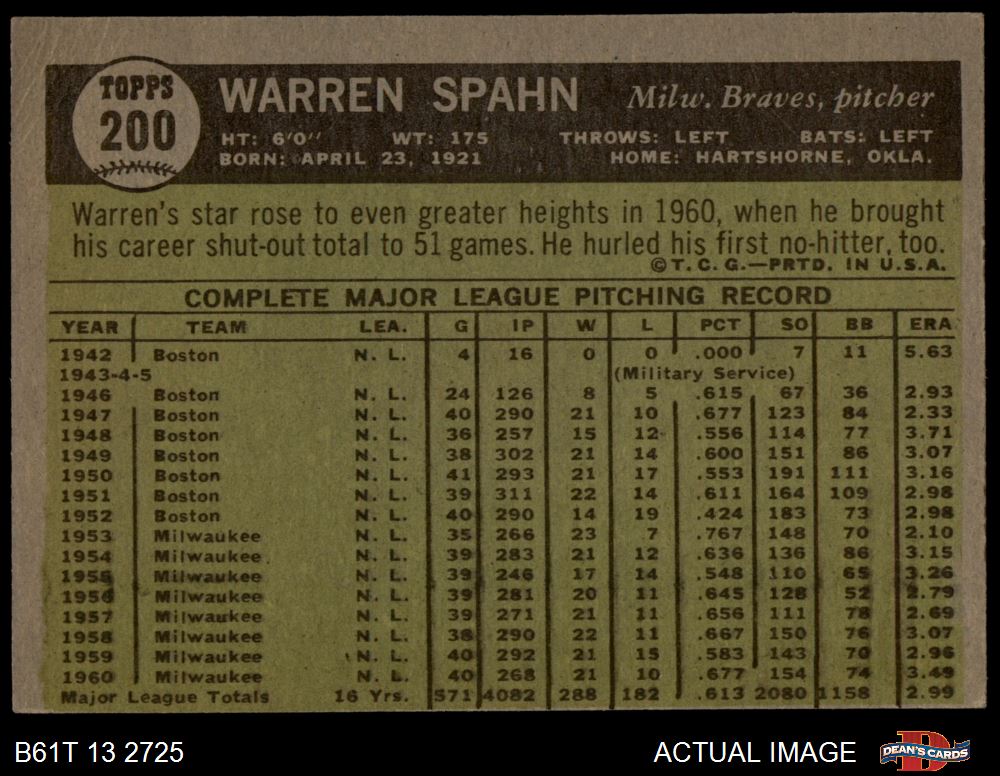 TOPPS
200
WARREN SPAHN Milw. Braves, pitcher
HT: 6'0" WT: 175 THROWS: LEFT BATS: LEFT
BORN: APRIL 23, 1921 HOME: HARTSHORNE, OKLA.
Warren's star rose to even greater heights in 1960, when he brought
his career shut-out total to 51 games. He hurled his first no-hitter, too.
©T. C. G.—PRTD. IN U.S.A.
COMPLETE MAJOR LEAGUE PITCHING RECORD
YEAR TEAM LEA. G IP W L PCT SO BB ERA
1942 Boston N. L. 4 16 0 0 .000 7 11 5.63
1943-4-5 (Military Service)
1946 Boston N. L. 24 126 8 5 .615 67 36 2.93
1947 Boston N. L. 40 290 21 10 .677 123 84 2.33
1948 Boston N. L. 36 257 15 12 .556 114 77 3.71
1949 Boston N. L. 38 302 21 14 .600 151 86 3.07
1950 Boston N. L. 41 293 21 17 .553 191 111 3.16
1951 Boston N. L. 39 311 22 14 .611 164 109 2.98
1952 Boston N. L. 40 290 14 19 .424 183 73 2.98
1953 Milwaukee N. L. 35 266 23 7 .767 148 70 2.10
1954 Milwaukee N. L. 39 283 21 12 .636 136 86 3.15
1955 Milwaukee N. L. 39 246 17 14 .548 110 65 3.26
1956 Milwaukee N. L. 39 281 20 11 .645 128 52 2.79
1957 Milwaukee N. L. 39 271 21 11 .656 111 78 2.69
1958 Milwaukee N. L. 38 290 22 11 .667 150 76 3.07
1959 Milwaukee N. L. 40 292 21 15 .583 143 70 2.96
1960 Milwaukee N. L. 40 268 21 10 .677 154 74 3.49
Major League Totals 16 Yrs. 571 4082 288 182 .613 2080 1158 2.99
B61T 13 2725 ACTUAL IMAGE D DEAN'S CARDS